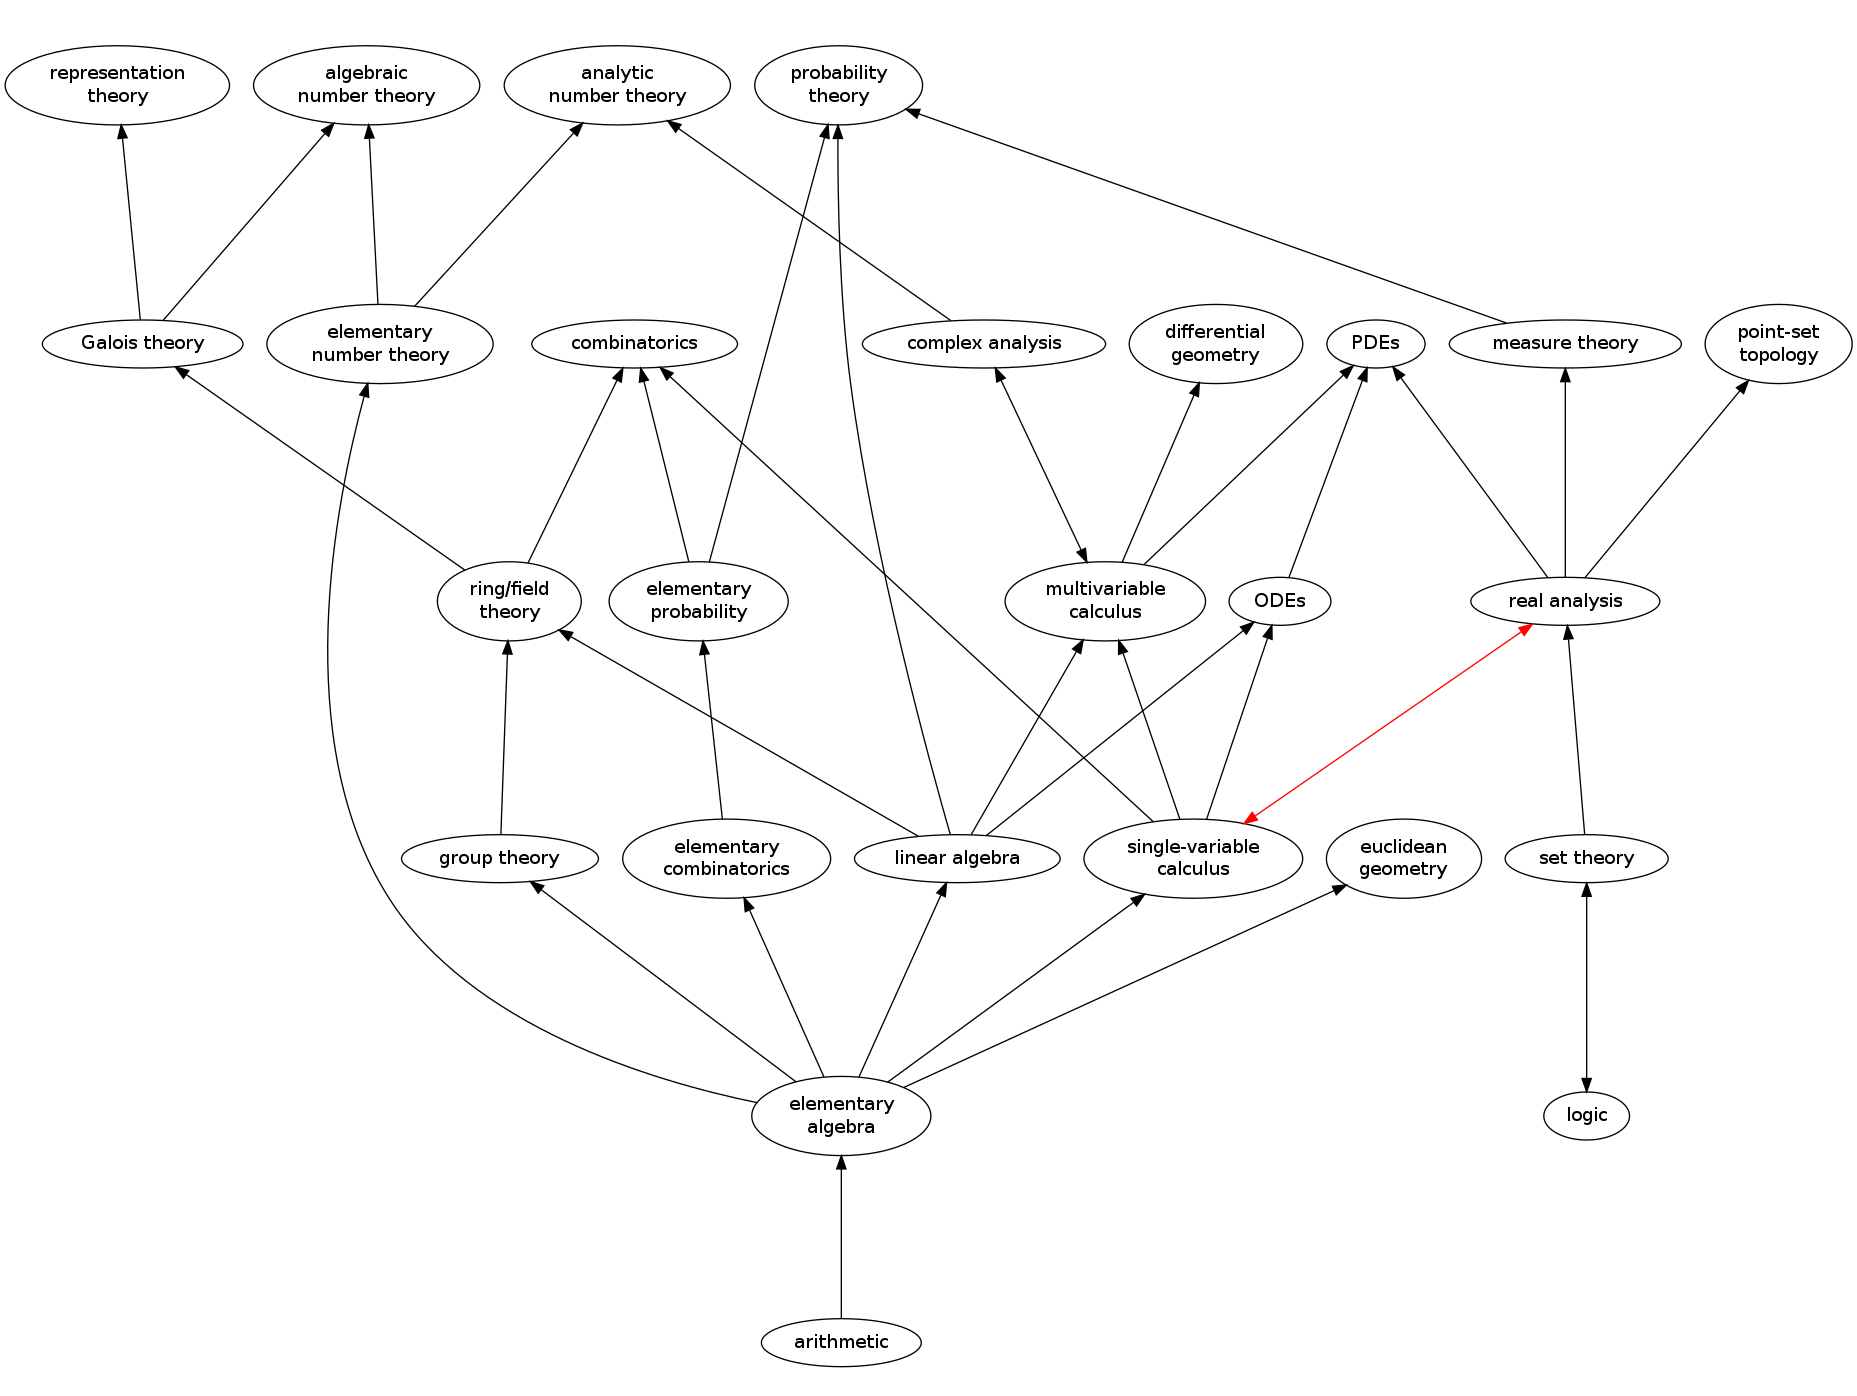 representation
theory
algebraic
number theory
analytic
number theory
probability
theory
Galois theory
elementary
number theory
combinatorics
complex analysis
differential
geometry
PDEs
measure theory
point-set
topology
ring/field
theory
elementary
probability
multivariable
calculus
ODEs
real analysis
group theory
elementary
combinatorics
linear algebra
single-variable
calculus
euclidean
geometry
set theory
elementary
algebra
logic
arithmetic